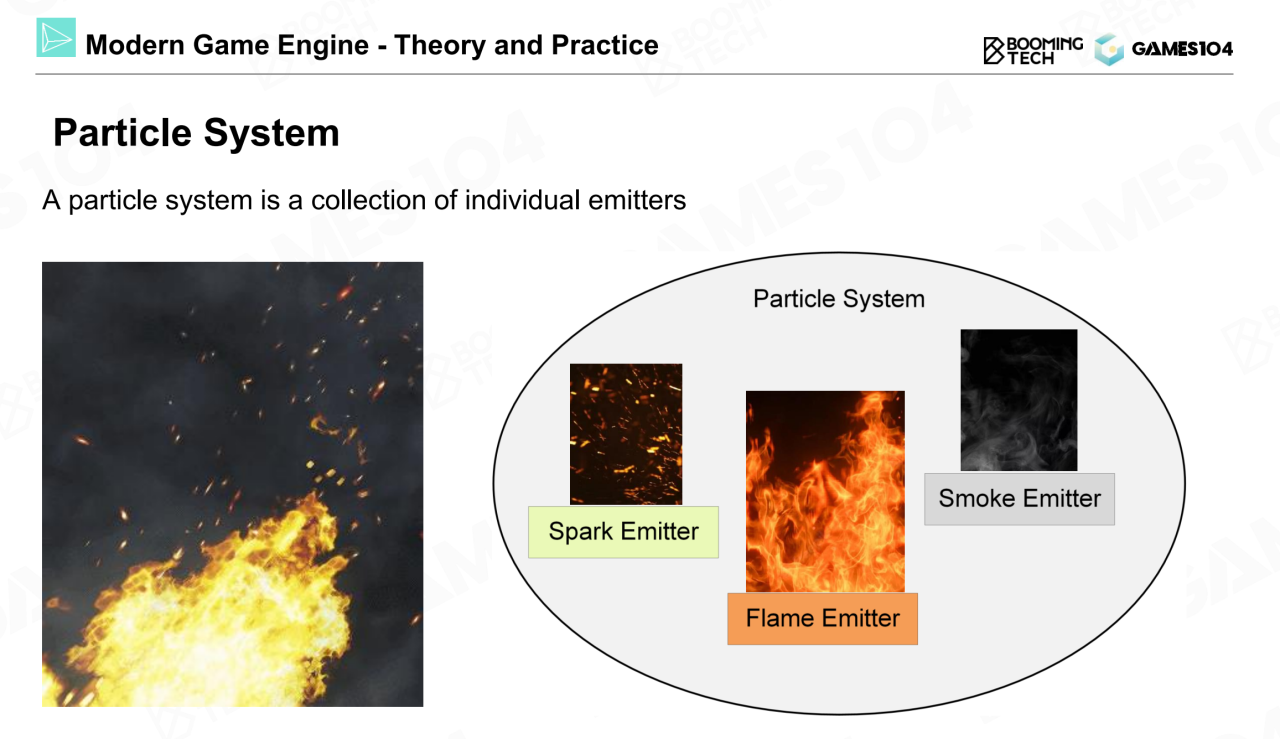 Modern Game Engine - Theory and Practice
BOOMING
TECH
GAMES104
Particle System
A particle system is a collection of individual emitters
Particle System
Spark Emitter
Flame Emitter
Smoke Emitter